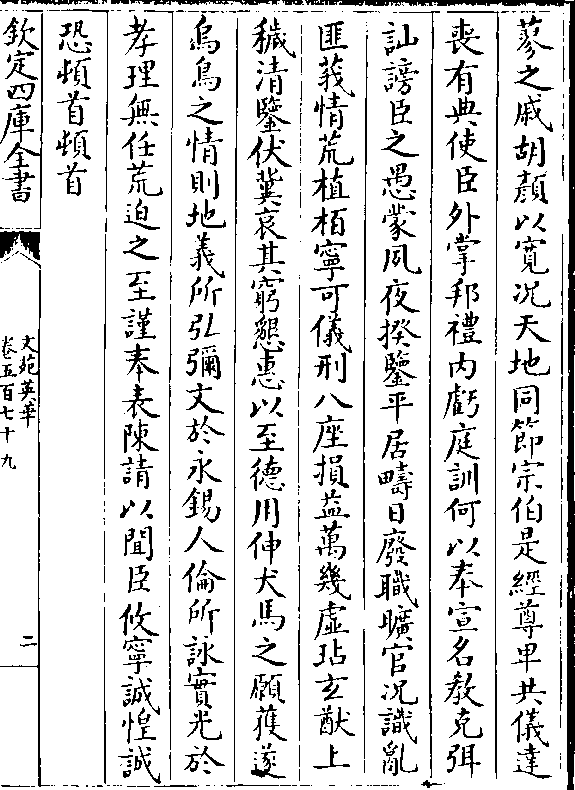 蓼之戚胡顔以寛况天地同節宗伯是經尊卑共儀達
喪有典使臣外掌邦禮内虧庭訓何以奉宣名教克弭
訕謗臣之愚蒙夙夜揆鑒平居疇日廢職曠官况識亂
匪莪情荒植栢寧可儀刑八座損益萬幾虚玷玄猷上
穢清鑒伏冀哀其窮懇惠以至德用伸犬馬之願獲遂
烏鳥之情則地義所弘彌文於永錫人倫所詠實光於
孝理無任荒迫之至謹奉表陳請以聞臣攸寧誠惶誠
恐頓首頓首
欽定四庫全書
文苑英華
卷五百七十九
二